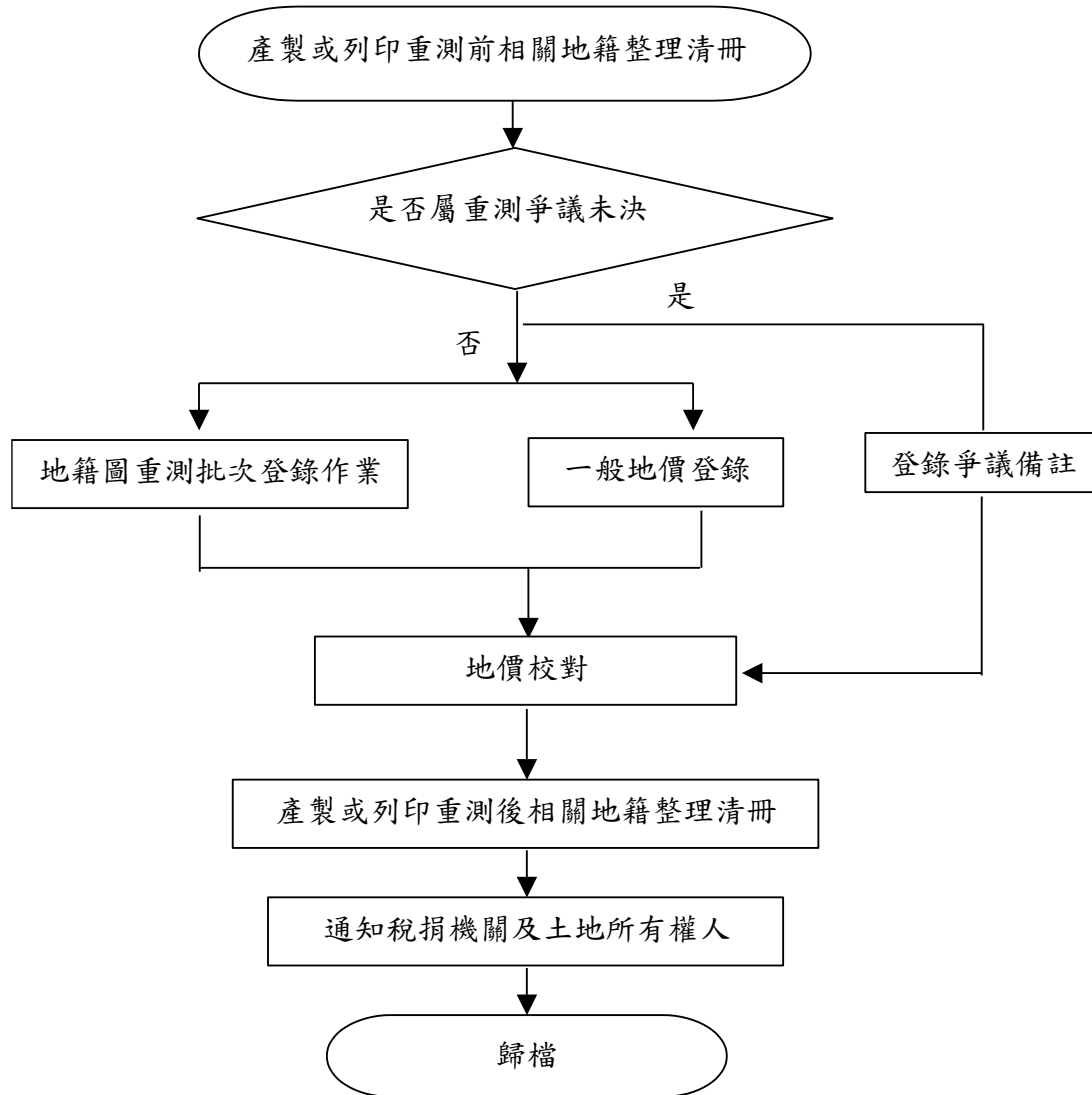 產製或列印重測前相關地籍整理清冊
是否屬重測爭議未決
是
否
地籍圖重測批次登錄作業
一般地價登錄
登錄爭議備註
地價校對
產製或列印重測後相關地籍整理清冊
通知稅捐機關及土地所有權人
歸檔